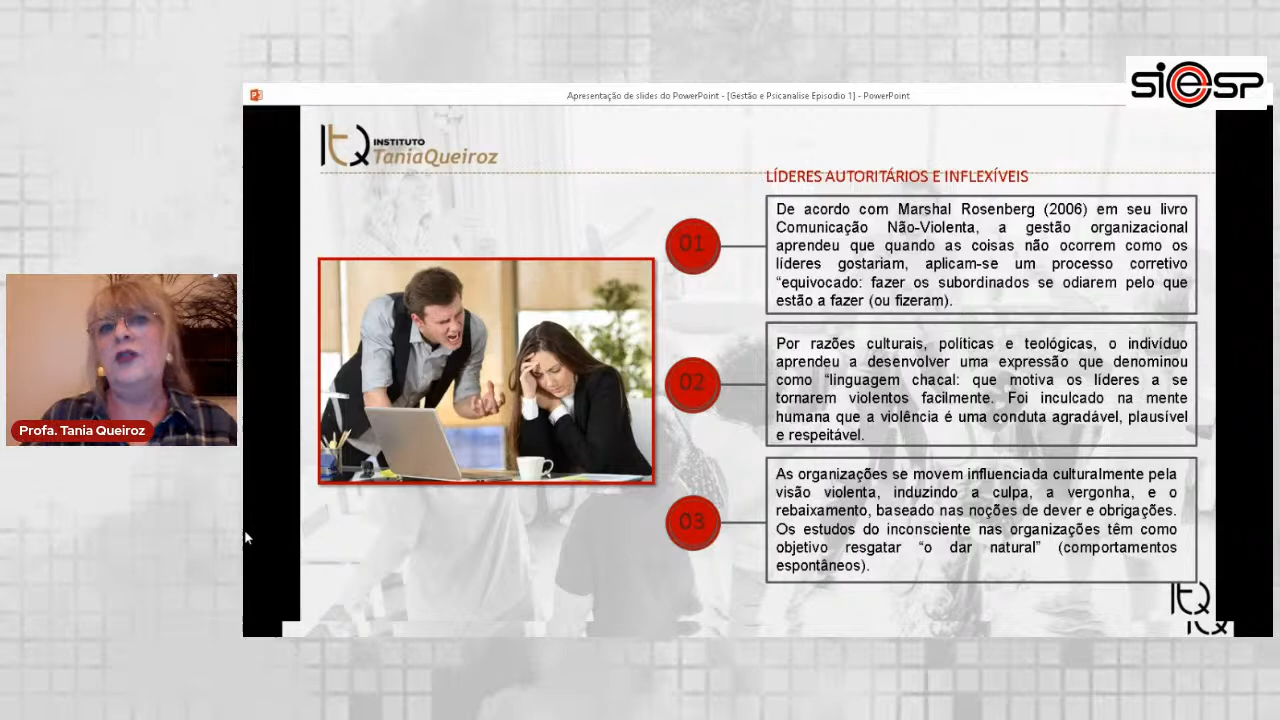 SIESP
Apresentação de slides do PowerPoint - [Gestão e Psicanalise Episodio 1] - PowerPoint
INSTITUTO
TaniaQueiroz
LÍDERES AUTORITÁRIOS E INFLEXÍVEIS
01
De acordo com Marshal Rosenberg (2006) em seu livro
Comunicação Não-Violenta, a gestão organizacional
aprendeu que quando as coisas não ocorrem como os
líderes gostariam, aplicam-se um processo corretivo
“equivocado: fazer os subordinados se odiarem pelo que
estão a fazer (ou fizeram).
02
Por razões culturais, políticas e teológicas, o indivíduo
aprendeu a desenvolver uma expressão que denominou
como “linguagem chacal: que motiva os líderes a se
tornarem violentos facilmente. Foi inculcado na mente
humana que a violência é uma conduta agradável, plausível
e respeitável.
03
As organizações se movem influenciada culturalmente pela
visão violenta, induzindo a culpa, a vergonha, e o
rebaixamento, baseado nas noções de dever e obrigações.
Os estudos do inconsciente nas organizações têm como
objetivo resgatar “o dar natural” (comportamentos
espontâneos).
Profa. Tania Queiroz